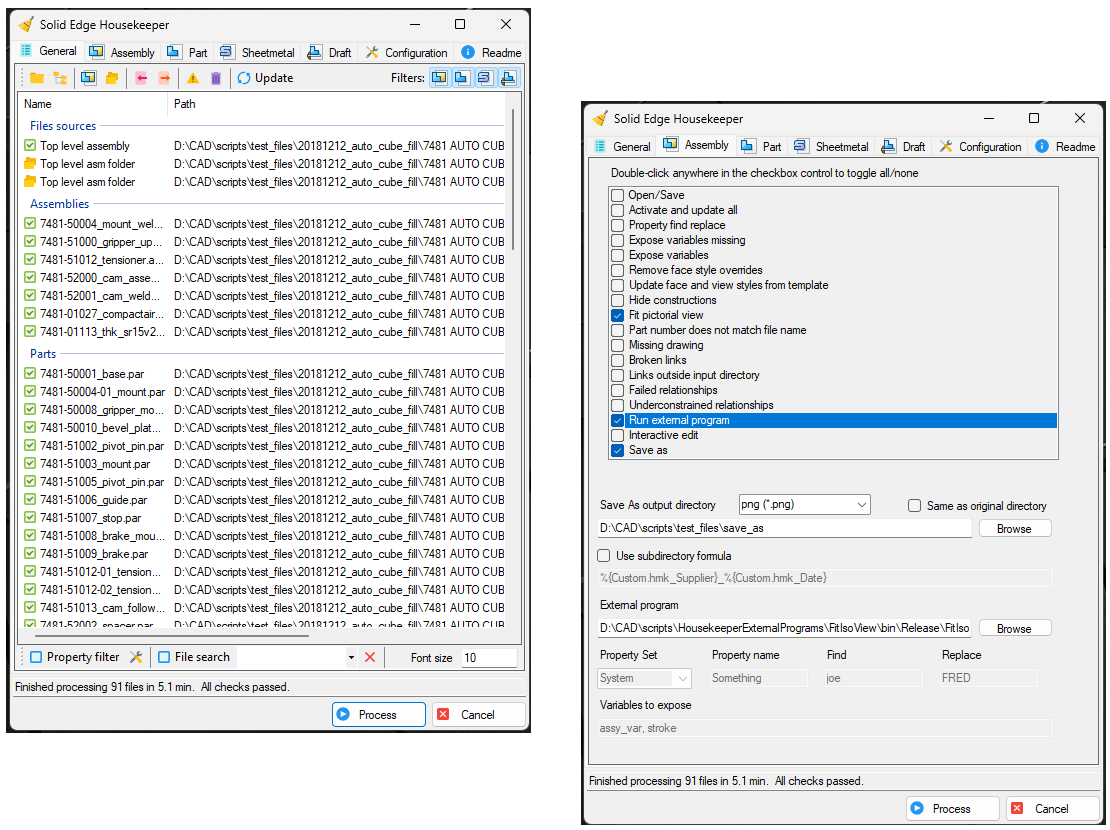 Solid Edge Housekeeper
General Assembly Part Sheetmetal Draft Configuration Readme
Update Filters:
Name Path
Files sources
Top level assembly D:\CAD\scripts\test_files\20181212_auto_cube_fill\7481 AUTO CUB
Top level asm folder D:\CAD\scripts\test_files\20181212_auto_cube_fill\7481 AUTO CUB
Top level asm folder D:\CAD\scripts\test_files\20181212_auto_cube_fill\7481 AUTO CUB
Assemblies
7481-50004_mount_wel... D:\CAD\scripts\test_files\20181212_auto_cube_fill\7481 AUTO CUB
7481-51000_gripper_up... D:\CAD\scripts\test_files\20181212_auto_cube_fill\7481 AUTO CUB
7481-51012_tensioner.a... D:\CAD\scripts\test_files\20181212_auto_cube_fill\7481 AUTO CUB
7481-52000_cam_asse... D:\CAD\scripts\test_files\20181212_auto_cube_fill\7481 AUTO CUB
7481-52001_cam_weld... D:\CAD\scripts\test_files\20181212_auto_cube_fill\7481 AUTO CUB
7481-01027_compactair... D:\CAD\scripts\test_files\20181212_auto_cube_fill\7481 AUTO CUB
7481-01113_thk_sr15v2... D:\CAD\scripts\test_files\20181212_auto_cube_fill\7481 AUTO CUB
Parts
7481-50001_base.par D:\CAD\scripts\test_files\20181212_auto_cube_fill\7481 AUTO CUB
7481-50004-01_mount.par D:\CAD\scripts\test_files\20181212_auto_cube_fill\7481 AUTO CUB
7481-50008_gripper_mo... D:\CAD\scripts\test_files\20181212_auto_cube_fill\7481 AUTO CUB
7481-50010_bevel_plat... D:\CAD\scripts\test_files\20181212_auto_cube_fill\7481 AUTO CUB
7481-51002_pivot_pin.par D:\CAD\scripts\test_files\20181212_auto_cube_fill\7481 AUTO CUB
7481-51003_mount.par D:\CAD\scripts\test_files\20181212_auto_cube_fill\7481 AUTO CUB
7481-51005_pivot_pin.par D:\CAD\scripts\test_files\20181212_auto_cube_fill\7481 AUTO CUB
7481-51006_guide.par D:\CAD\scripts\test_files\20181212_auto_cube_fill\7481 AUTO CUB
7481-51007_stop.par D:\CAD\scripts\test_files\20181212_auto_cube_fill\7481 AUTO CUB
7481-51008_brake_mou... D:\CAD\scripts\test_files\20181212_auto_cube_fill\7481 AUTO CUB
7481-51009_brake.par D:\CAD\scripts\test_files\20181212_auto_cube_fill\7481 AUTO CUB
7481-51012-01_tension... D:\CAD\scripts\test_files\20181212_auto_cube_fill\7481 AUTO CUB
7481-51012-02_tension... D:\CAD\scripts\test_files\20181212_auto_cube_fill\7481 AUTO CUB
7481-51013_cam_follow... D:\CAD\scripts\test_files\20181212_auto_cube_fill\7481 AUTO CUB
7481-52002_spacer.par D:\CAD\scripts\test_files\20181212_auto_cube_fill\7481 AUTO CUB
Property filter File search Font size 10
Finished processing 91 files in 5.1 min. All checks passed.
Process Cancel
Solid Edge Housekeeper
General Assembly Part Sheetmetal Draft Configuration Readme
Double-click anywhere in the checkbox control to toggle all/none
Open/Save
Activate and update all
Property find replace
Expose variables missing
Expose variables
Remove face style overrides
Update face and view styles from template
Hide constructions
Fit pictorial view
Part number does not match file name
Missing drawing
Broken links
Links outside input directory
Failed relationships
Underconstrained relationships
Run external program
Interactive edit
Save as
Save As output directory png (*.png) Same as original directory
D:\CAD\scripts\test_files\save_as Browse
Use subdirectory formula
%{Custom.hmk_Supplier}_%{Custom.hmk_Date}
External program
D:\CAD\scripts\HousekeeperExternalPrograms\FitIsoView\bin\Release\FitIso Browse
Property Set Property name Find Replace
System Something joe FRED
Variables to expose
assy_var, stroke
Finished processing 91 files in 5.1 min. All checks passed.
Process Cancel